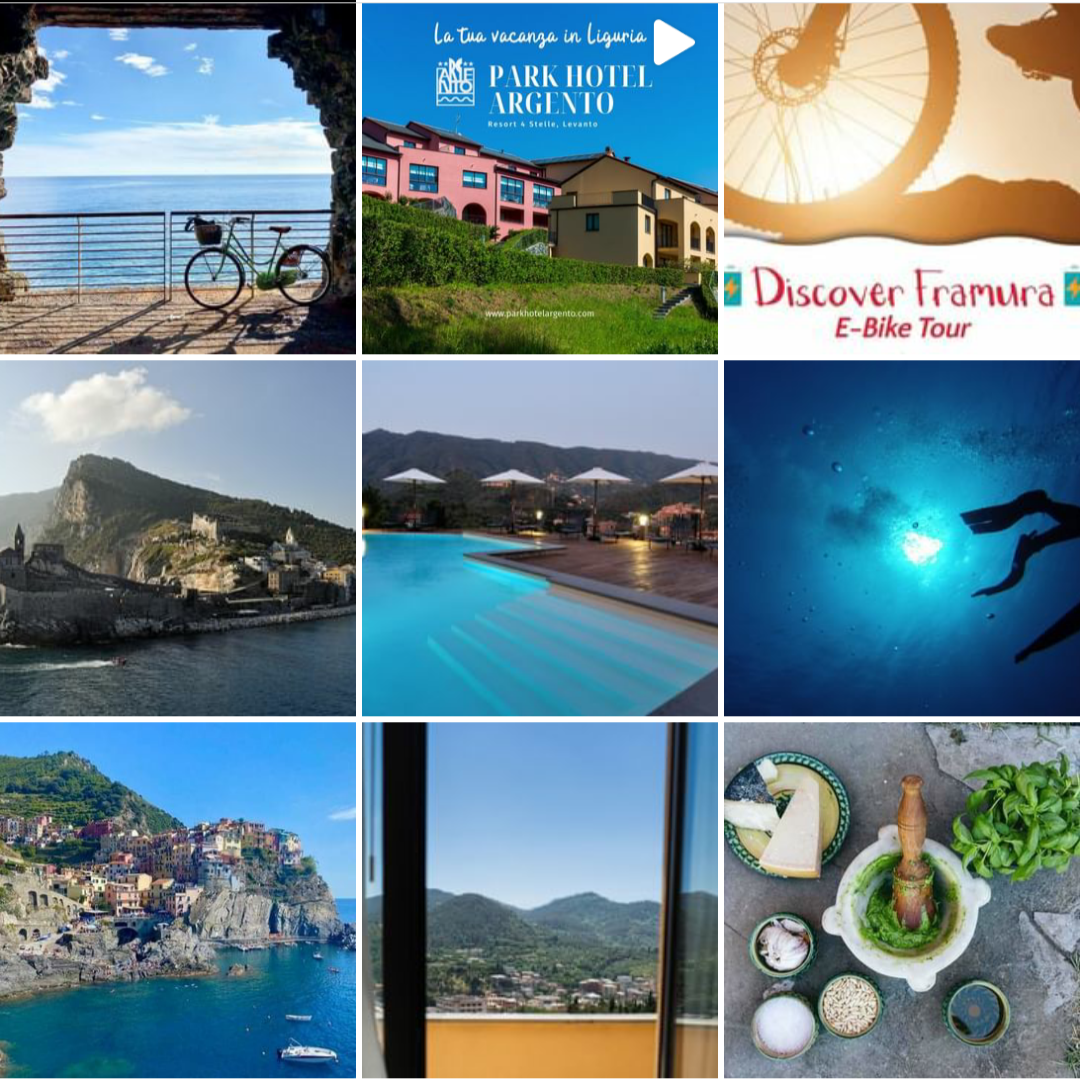 La tua vacanza in Liguria
ARGENTO
PARK HOTEL
ARGENTO
Resort 4 Stelle, Levanto
www.parkhotelargento.com
Discover Framura
E-Bike Tour